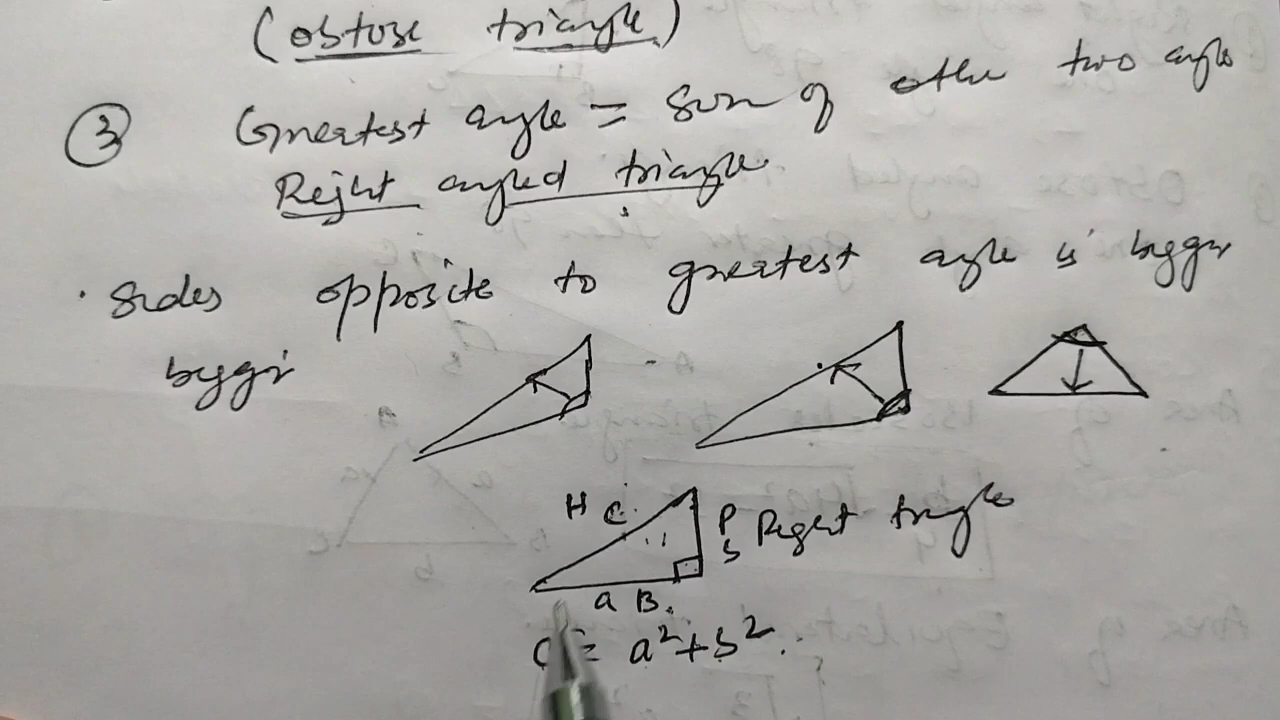 (obtuse triangle)
③ Greatest angle = sum of other two angle
Right angled triangle
· Sides opposite to greatest angle is bigger
bigger
H C P
b Right triangle
a B
= a²+b².